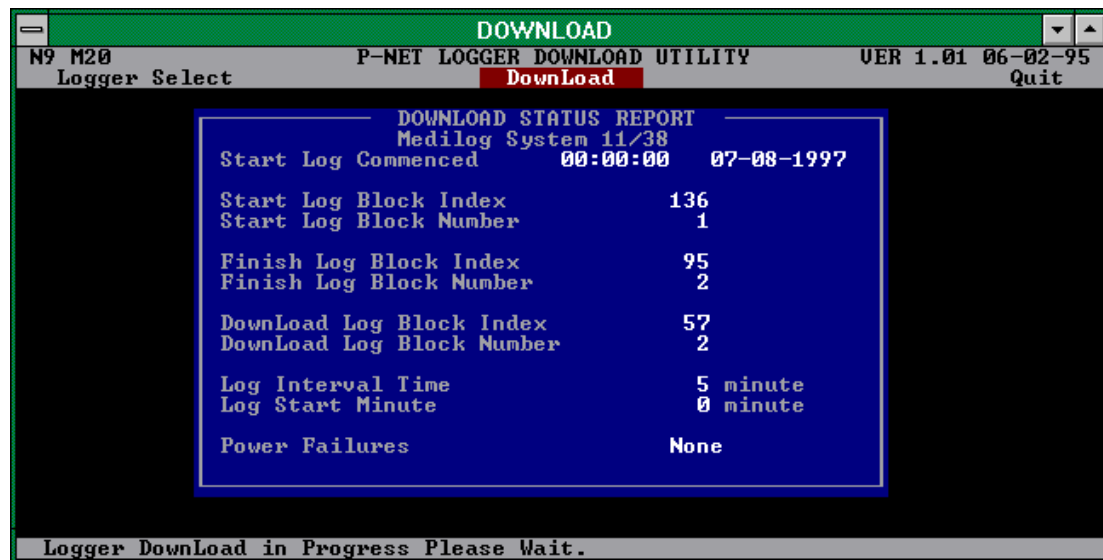 DOWNLOAD
N9 M20 P-NET LOGGER DOWNLOAD UTILITY VER 1.01 06-02-95
Logger Select DownLoad Quit
DOWNLOAD STATUS REPORT
Medilog System 11/38
Start Log Commenced 00:00:00 07-08-1997
Start Log Block Index 136
Start Log Block Number 1
Finish Log Block Index 95
Finish Log Block Number 2
DownLoad Log Block Index 57
DownLoad Log Block Number 2
Log Interval Time 5 minute
Log Start Minute 0 minute
Power Failures None
Logger DownLoad in Progress Please Wait.